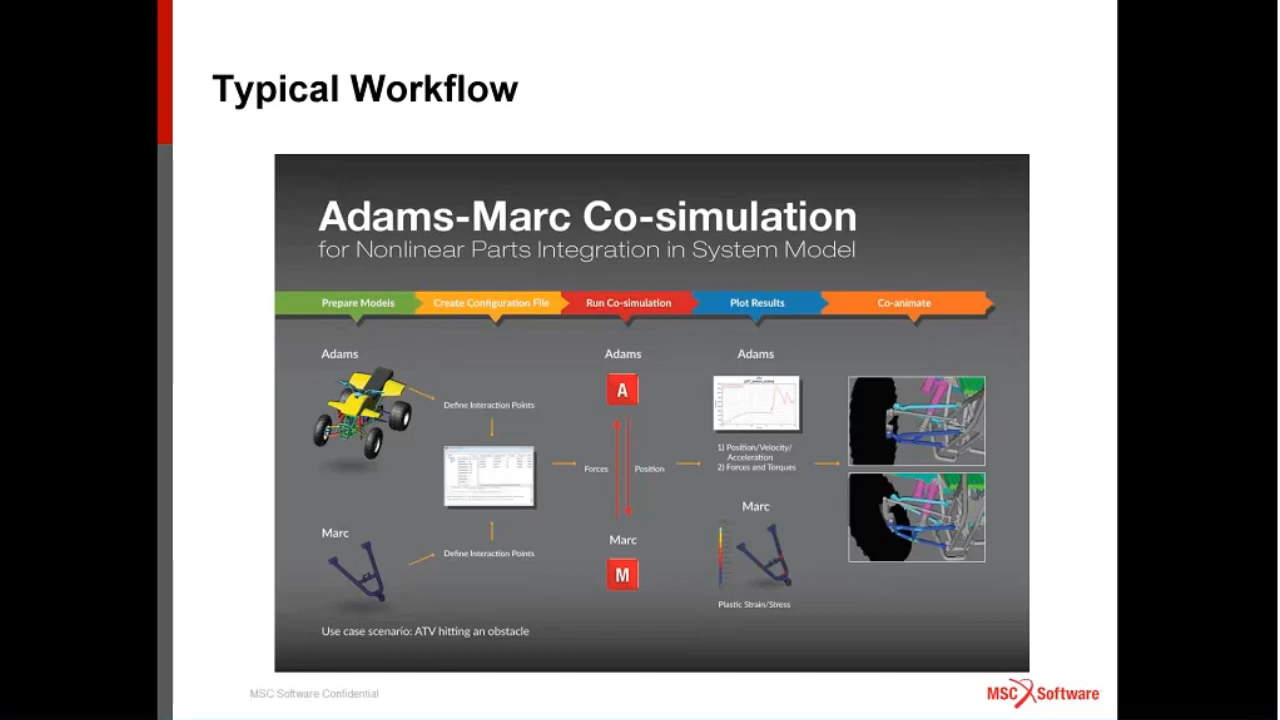 Typical Workflow
Adams-Marc Co-simulation
for Nonlinear Parts Integration in System Model
Prepare Models
Create Configuration File
Run Co-simulation
Plot Results
Co-animate
Adams
Define Interaction Points
Marc
Define Interaction Points
Use case scenario: ATV hitting an obstacle
Adams
A
Forces
Position
Marc
M
Adams
1) Position/Velocity/
Acceleration
2) Forces and Torques
Marc
Plastic Strain/Stress
MSC Software Confidential
MSC Software